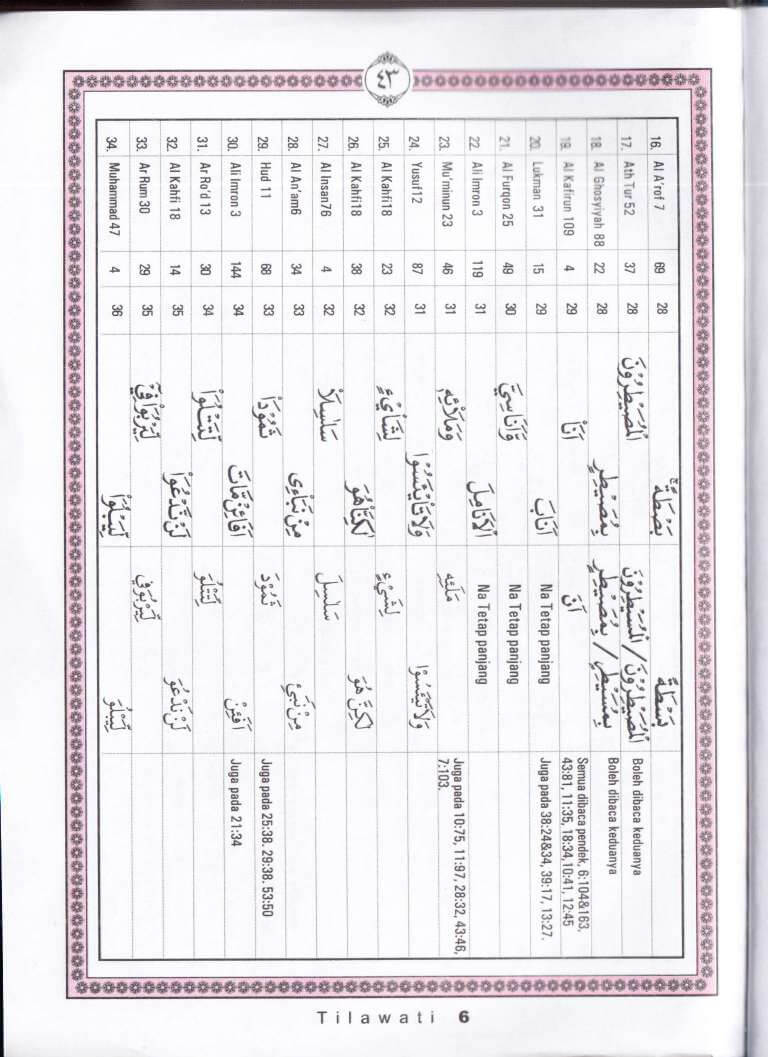 ٤٣
16. Al A'rof 7 69 28 بَصْۜطَةً بَسْطَةً
17. Ath Tur 52 37 28 الْمُصَۜيْطِرُوْنَ الْمُصَيْطِرُوْنَ / الْمُسَيْطِرُوْنَ Boleh dibaca keduanya
18. Al Ghosyiyah 88 22 28 بِمُصَۜيْطِرٍ بِمُصَيْطِرٍ / بِمُسَيْطِرٍ Boleh dibaca keduanya
19. Al Kafirun 109 4 29 أَنَا۠ أَنَ Semua dibaca pendek, 6:104&163,
43:81, 11:35, 18:34,10:41, 12:45
20. Lukman 31 15 29 أَنَابَ Na Tetap panjang Juga pada 38:24&34, 39:17, 13:27.
21. Al Furqon 25 49 30 وَّأَنَاسِيَّ Na Tetap panjang
22. Ali Imron 3 119 31 الْأَنَامِلَ Na Tetap panjang
23. Mu'minun 23 46 31 وَمَلَا۠ئِهِ مَلَئِهِ Juga pada 10:75, 11:97, 28:32, 43:46,
7:103.
24. Yusuf12 87 31 وَلَا تَا۟يْئَسُوْا وَلَا تَيْئَسُوْا
25. Al Kahfi18 23 32 لِشَا۟يْءٍ لِشَيْءٍ
26. Al Kahfi18 38 32 لٰكِنَّا۠ هُوَ لٰكِنَّ هُوَ
27. Al Insan76 4 32 سَلٰسِلَا۟ سَلٰسِلَ
28. Al An'am6 34 33 مِنْ نَّبَإِى۟ مِنْ نَّبَئِ
29. Hud 11 68 33 ثَمُوْدَا۟ ثَمُوْدَ Juga pada 25:38. 29:38. 53:50
30. Ali Imron 3 144 34 أَفَا۟ئِنْ مَّاتَ أَفَئِنْ Juga pada 21:34
31. Ar Ro'd 13 30 34 لِتَتْلُوَا۟ لِتَتْلُوَ
32. Al Kahfi 18 14 35 لَنْ نَّدْعُوَا۟ لَنْ نَّدْعُوَ
33. Ar Rum 30 29 35 لِيَرْبُوَا۟ فِيْٓ لِيَرْبُوَ فِيْ
34. Muhammad 47 4 36 لِيَبْلُوَا۟ لِيَبْلُوَ
Tilawati 6